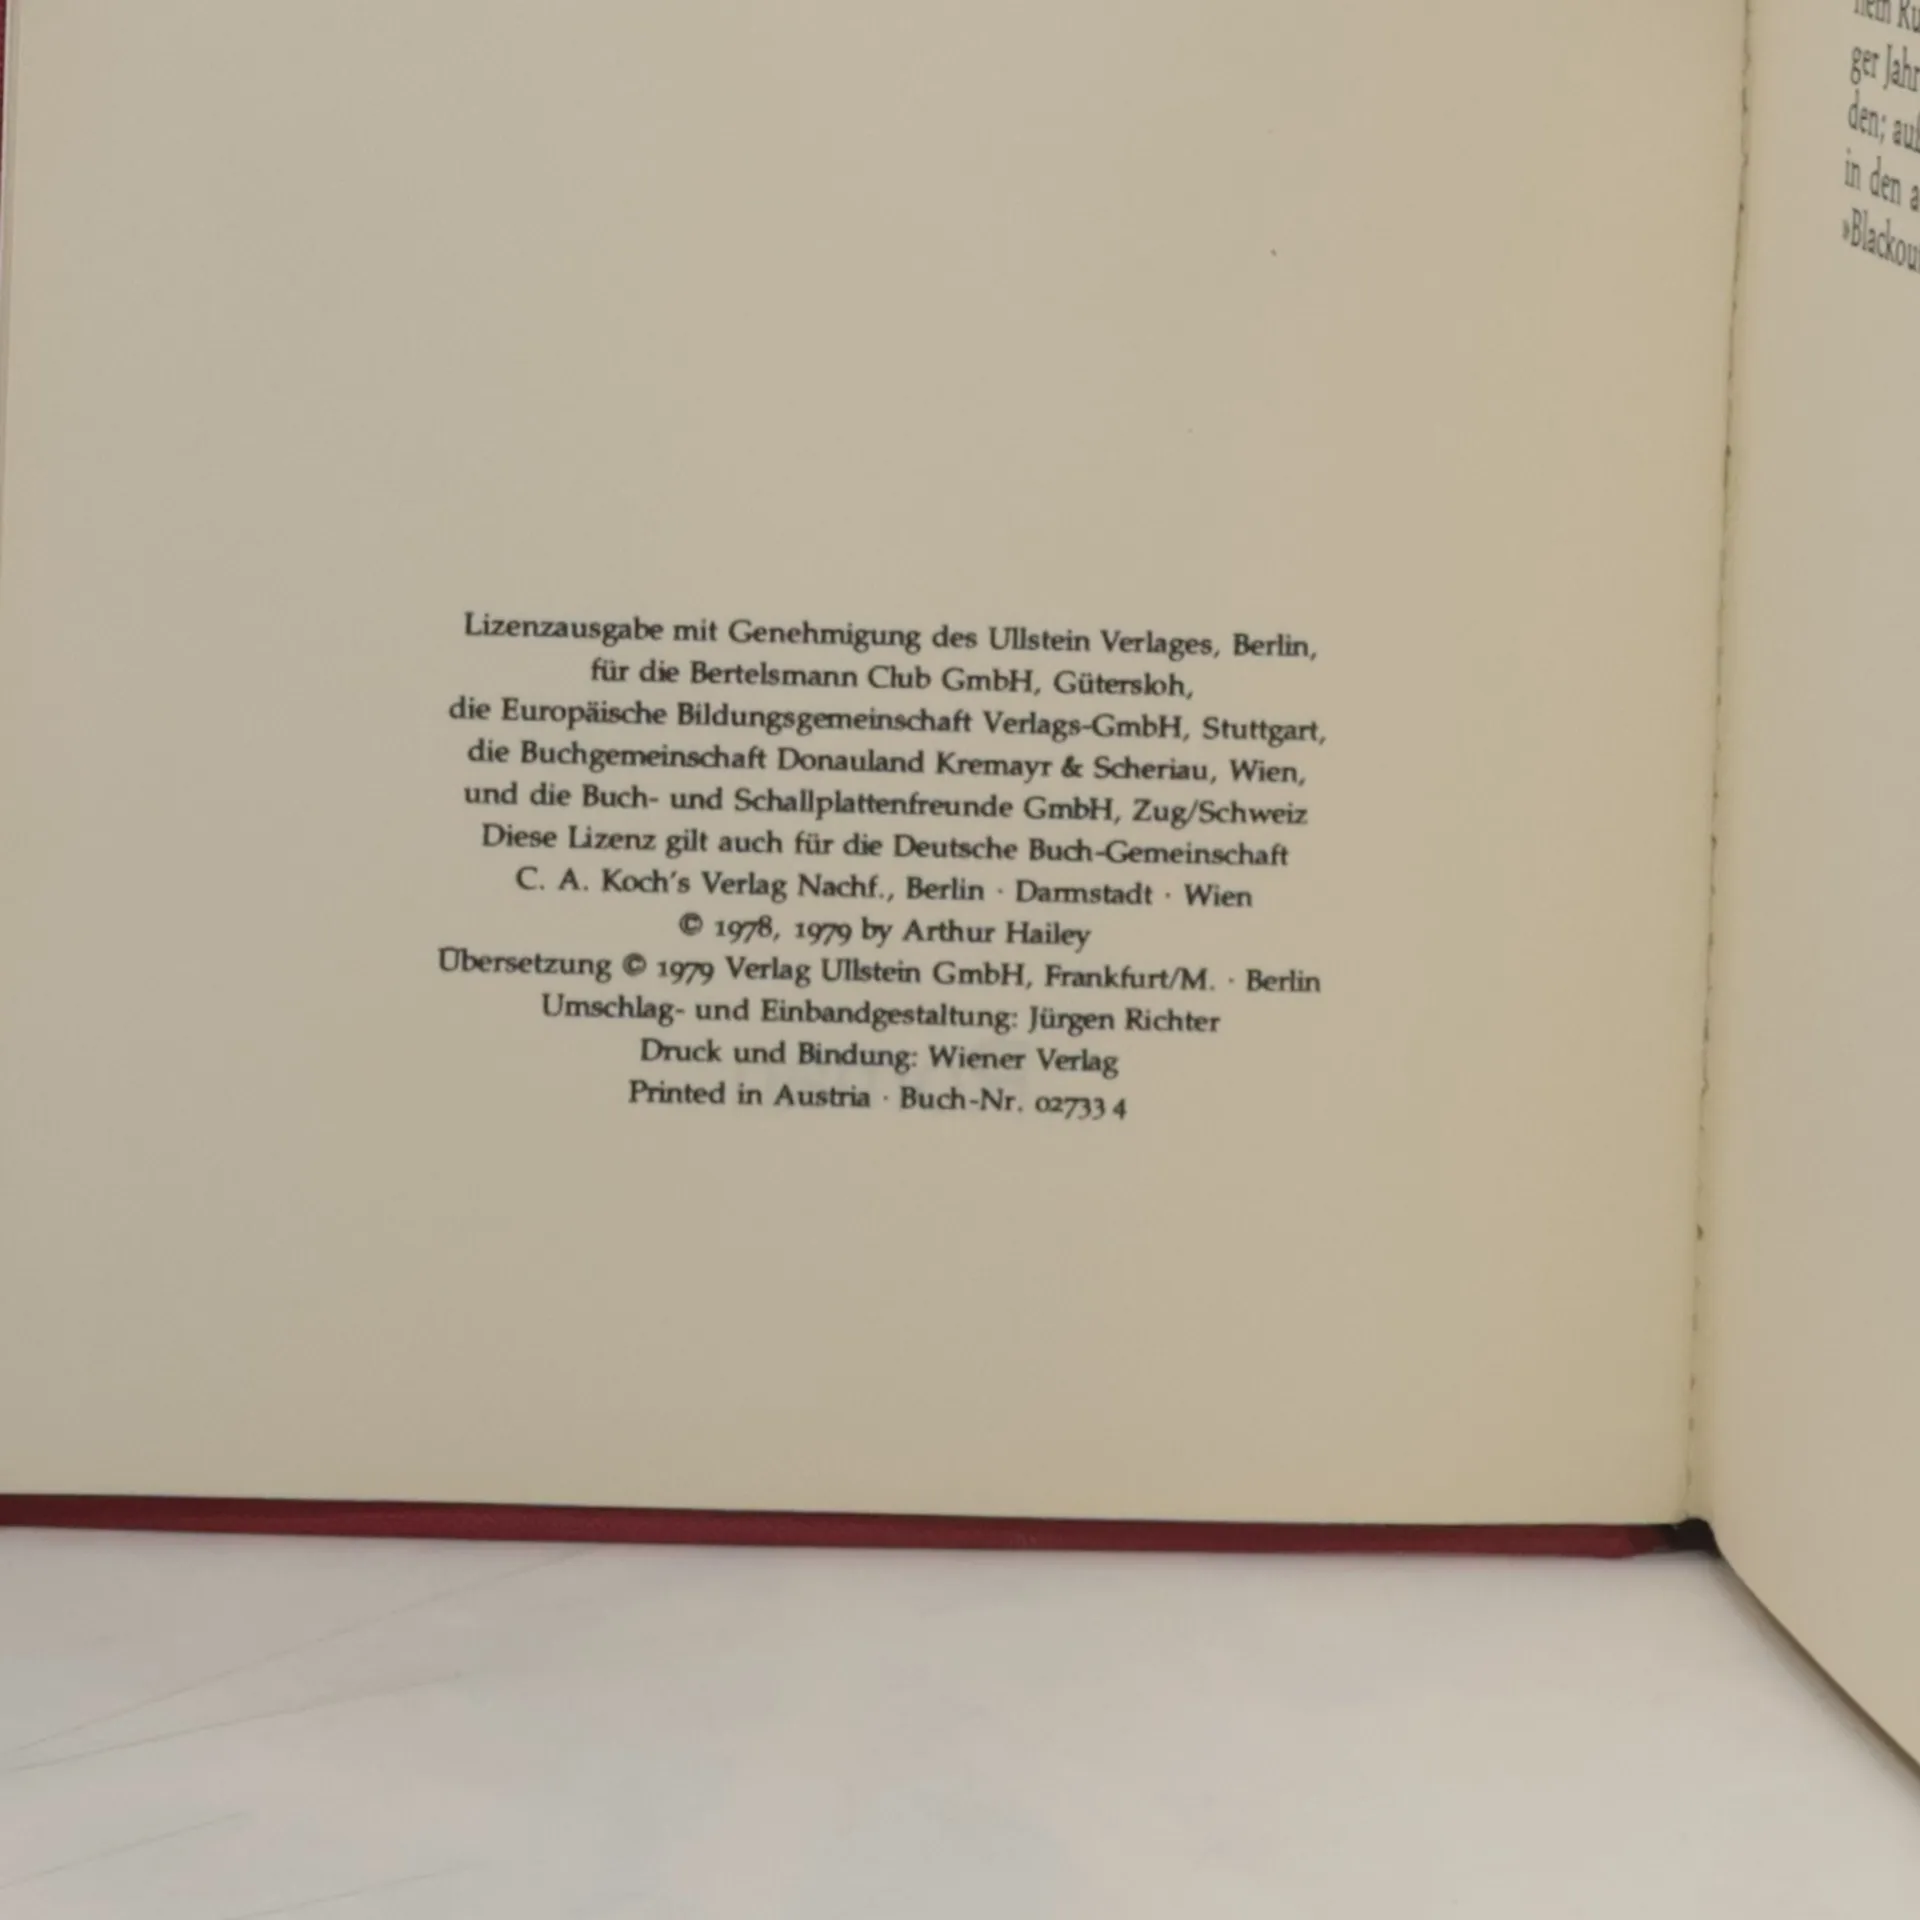 Lizenzausgabe mit Genehmigung des Ullstein Verlages, Berlin,
für die Bertelsmann Club GmbH, Gütersloh,
die Europäische Bildungsgemeinschaft Verlags-GmbH, Stuttgart,
die Buchgemeinschaft Donauland Kremayr & Scheriau, Wien,
und die Buch- und Schallplattenfreunde GmbH, Zug/Schweiz
Diese Lizenz gilt auch für die Deutsche Buch-Gemeinschaft
C. A. Koch's Verlag Nachf., Berlin · Darmstadt · Wien
© 1978, 1979 by Arthur Hailey
Übersetzung © 1979 Verlag Ullstein GmbH, Frankfurt/M. · Berlin
Umschlag- und Einbandgestaltung: Jürgen Richter
Druck und Bindung: Wiener Verlag
Printed in Austria · Buch-Nr. 02733 4
ger Jahr
den;
in den
»Blackout